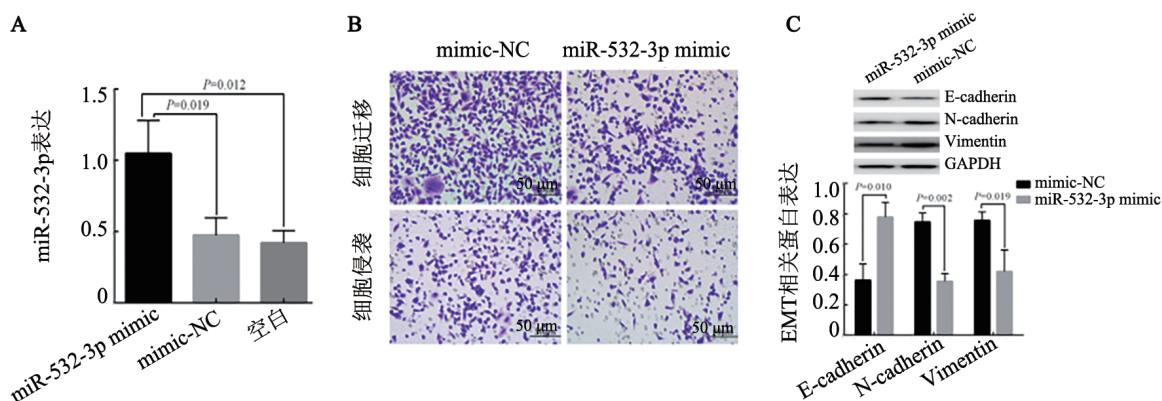 A
miR-532-3p表达
1.5
1.0
0.5
0
P=0.012
P=0.019
miR-532-3p mimic
mimic-NC
空白
B
mimic-NC
miR-532-3p mimic
细胞迁移
50 μm
50 μm
细胞侵袭
50 μm
50 μm
C
miR-532-3p mimic
mimic-NC
E-cadherin
N-cadherin
Vimentin
GAPDH
mimic-NC
miR-532-3p mimic
EMT相关蛋白表达
0.8
0.6
0.4
0.2
0
P=0.010
P=0.002
P=0.019
E-cadherin
N-cadherin
Vimentin